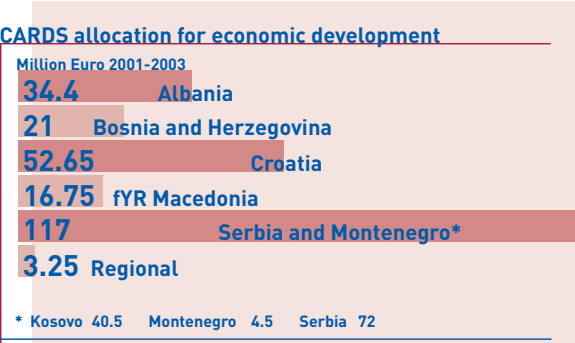 CARDS allocation for economic development
Million Euro 2001-2003
34.4 Albania
21 Bosnia and Herzegovina
52.65 Croatia
16.75 fYR Macedonia
117 Serbia and Montenegro*
3.25 Regional
* Kosovo 40.5 Montenegro 4.5 Serbia 72